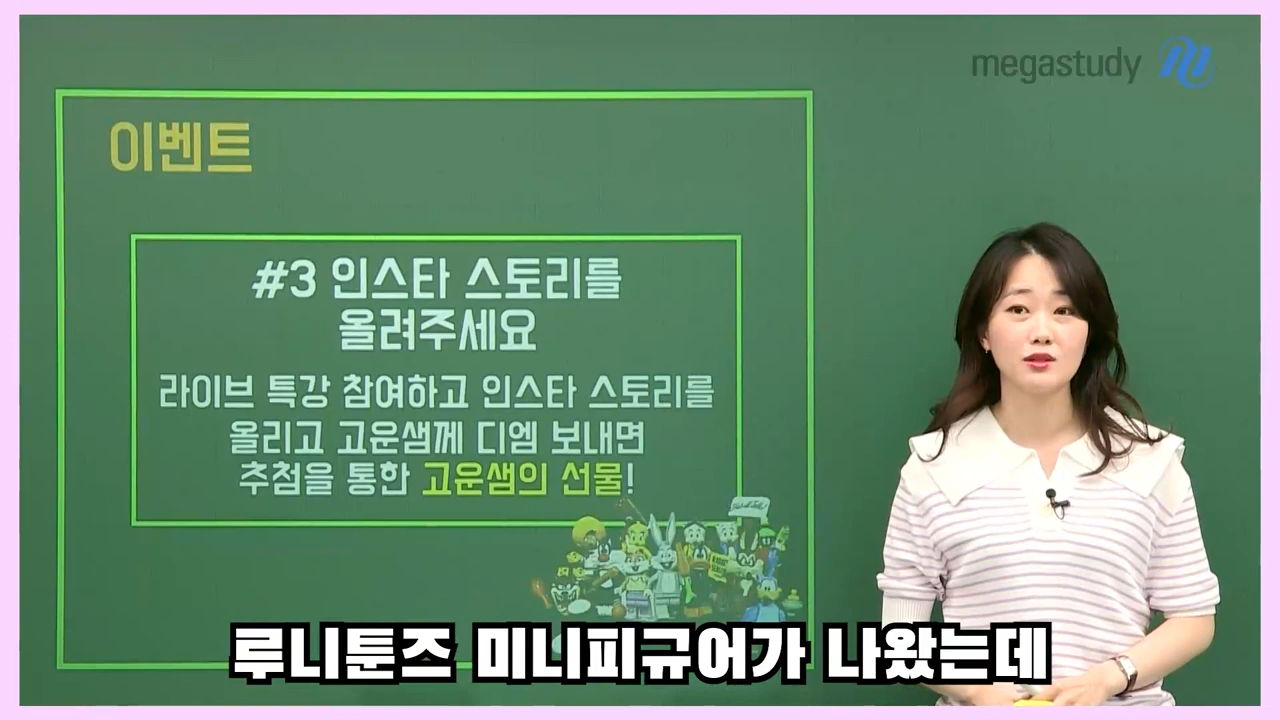 megastudy
이벤트
#3 인스타 스토리를
올려주세요
라이브 특강 참여하고 인스타 스토리를
올리고 고운샘께 디엠 보내면
추첨을 통한 고운샘의 선물!
루니툰즈 미니피규어가 나왔는데